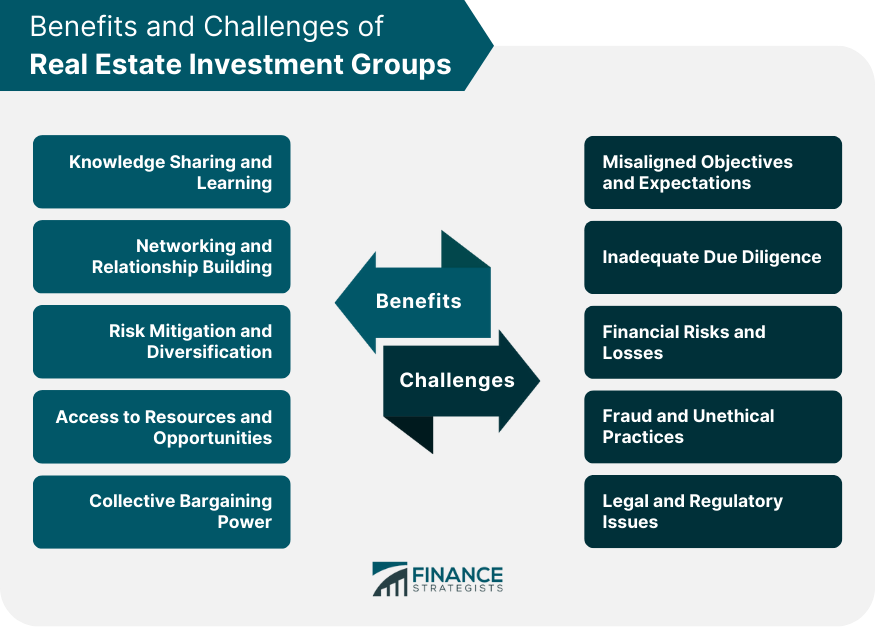 Benefits and Challenges of
Real Estate Investment Groups
Knowledge Sharing and
Learning
Networking and
Relationship Building
Risk Mitigation and
Diversification
Access to Resources and
Opportunities
Collective Bargaining
Power
Benefits
Challenges
Misaligned Objectives
and Expectations
Inadequate Due Diligence
Financial Risks and
Losses
Fraud and Unethical
Practices
Legal and Regulatory
Issues
FINANCE
STRATEGISTS